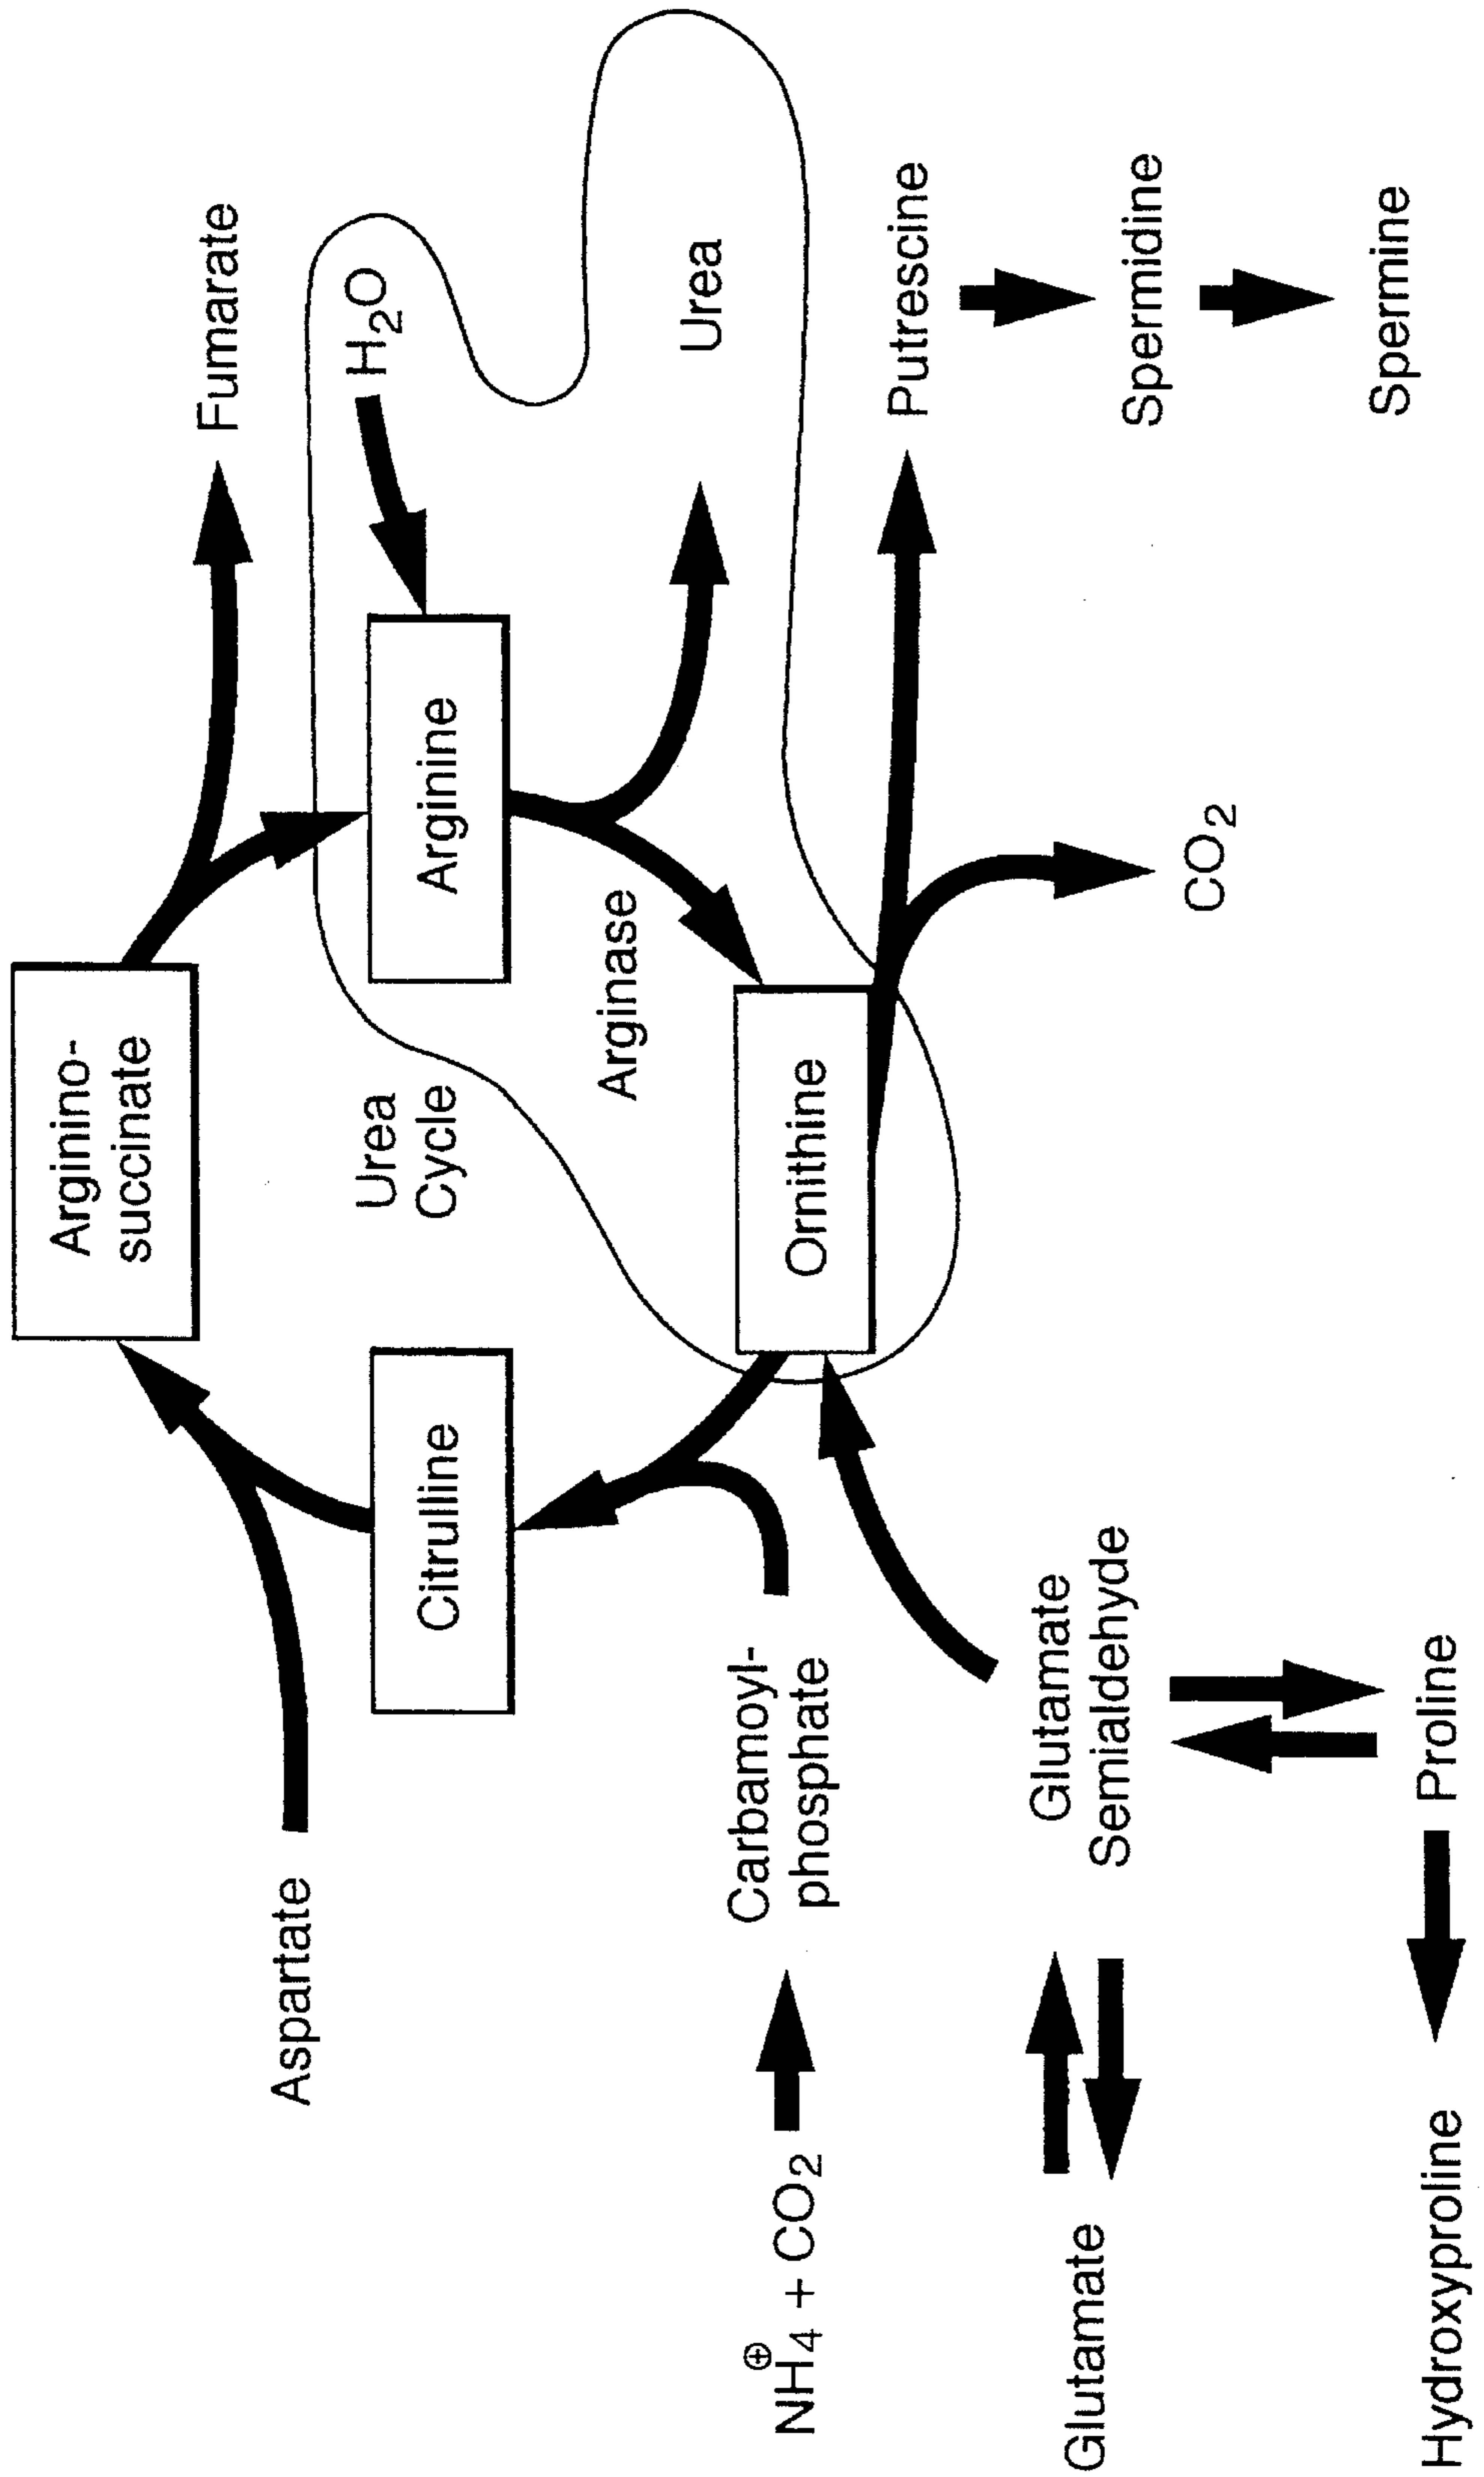 Arginino-
succinate
Fumarate
Aspartate
H2O
Urea
Cycle
Citrulline
Arginine
Arginase
Urea
Carbamoyl-
phosphate
NH4⊕ + CO2
Ornithine
Putrescine
Glutamate
Semialdehyde
Glutamate
CO2
Spermidine
Hydroxyproline
Proline
Spermine